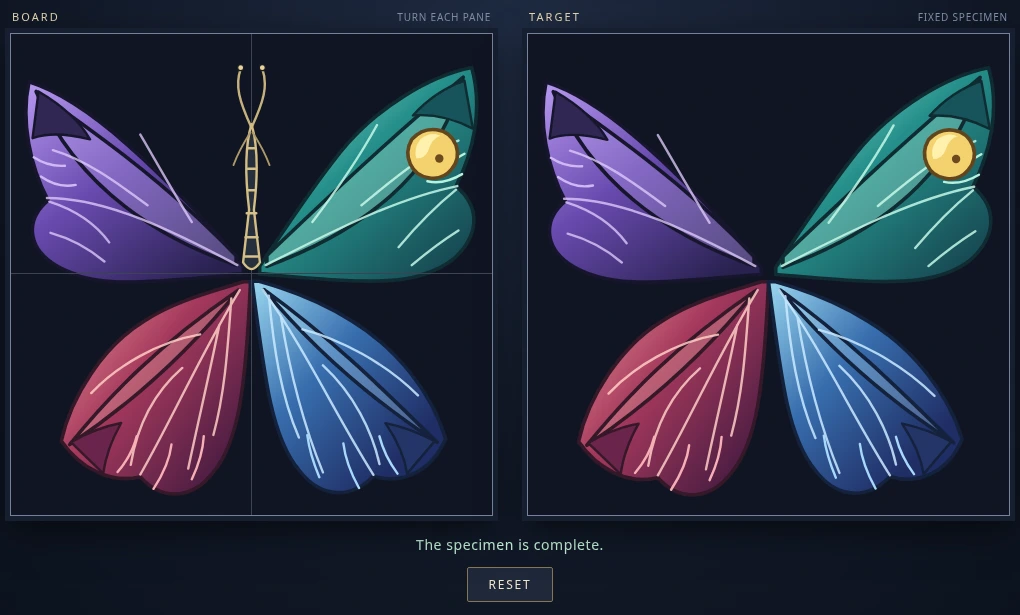 BOARD
TURN EACH PANE
TARGET
FIXED SPECIMEN
The specimen is complete.
RESET